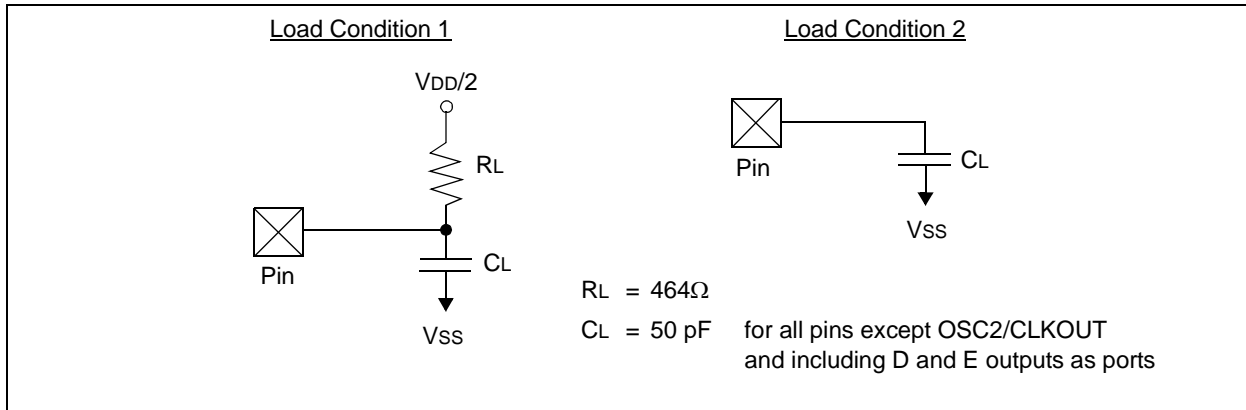 Load Condition 1
VDD/2
RL
Pin
CL
VSS
Load Condition 2
Pin
CL
VSS
RL = 464Ω
CL = 50 pF for all pins except OSC2/CLKOUT
and including D and E outputs as ports